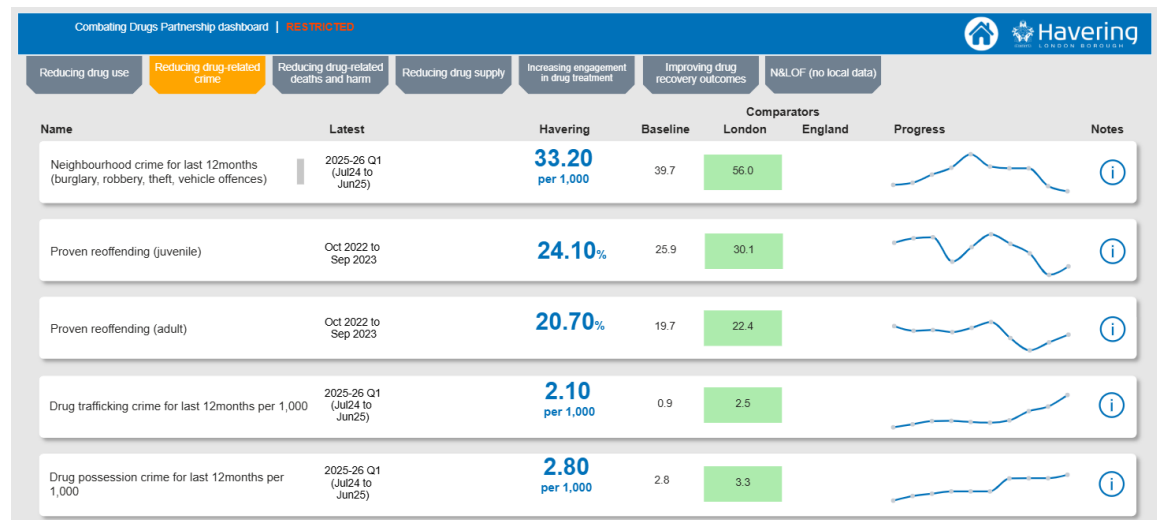 Combating Drugs Partnership dashboard | RESTRICTED
Havering
LONDON BOROUGH
Reducing drug use
Reducing drug-related
crime
Reducing drug-related
deaths and harm
Reducing drug supply
Increasing engagement
in drug treatment
Improving drug
recovery outcomes
N&LOF (no local data)
Comparators
Name Latest Havering Baseline London England Progress Notes
Neighbourhood crime for last 12months
(burglary, robbery, theft, vehicle offences)
2025-26 Q1
(Jul24 to
Jun25)
33.20
per 1,000
39.7
56.0
i
Proven reoffending (juvenile)
Oct 2022 to
Sep 2023
24.10%
25.9
30.1
i
Proven reoffending (adult)
Oct 2022 to
Sep 2023
20.70%
19.7
22.4
i
Drug trafficking crime for last 12months per 1,000
2025-26 Q1
(Jul24 to
Jun25)
2.10
per 1,000
0.9
2.5
i
Drug possession crime for last 12months per
1,000
2025-26 Q1
(Jul24 to
Jun25)
2.80
per 1,000
2.8
3.3
i